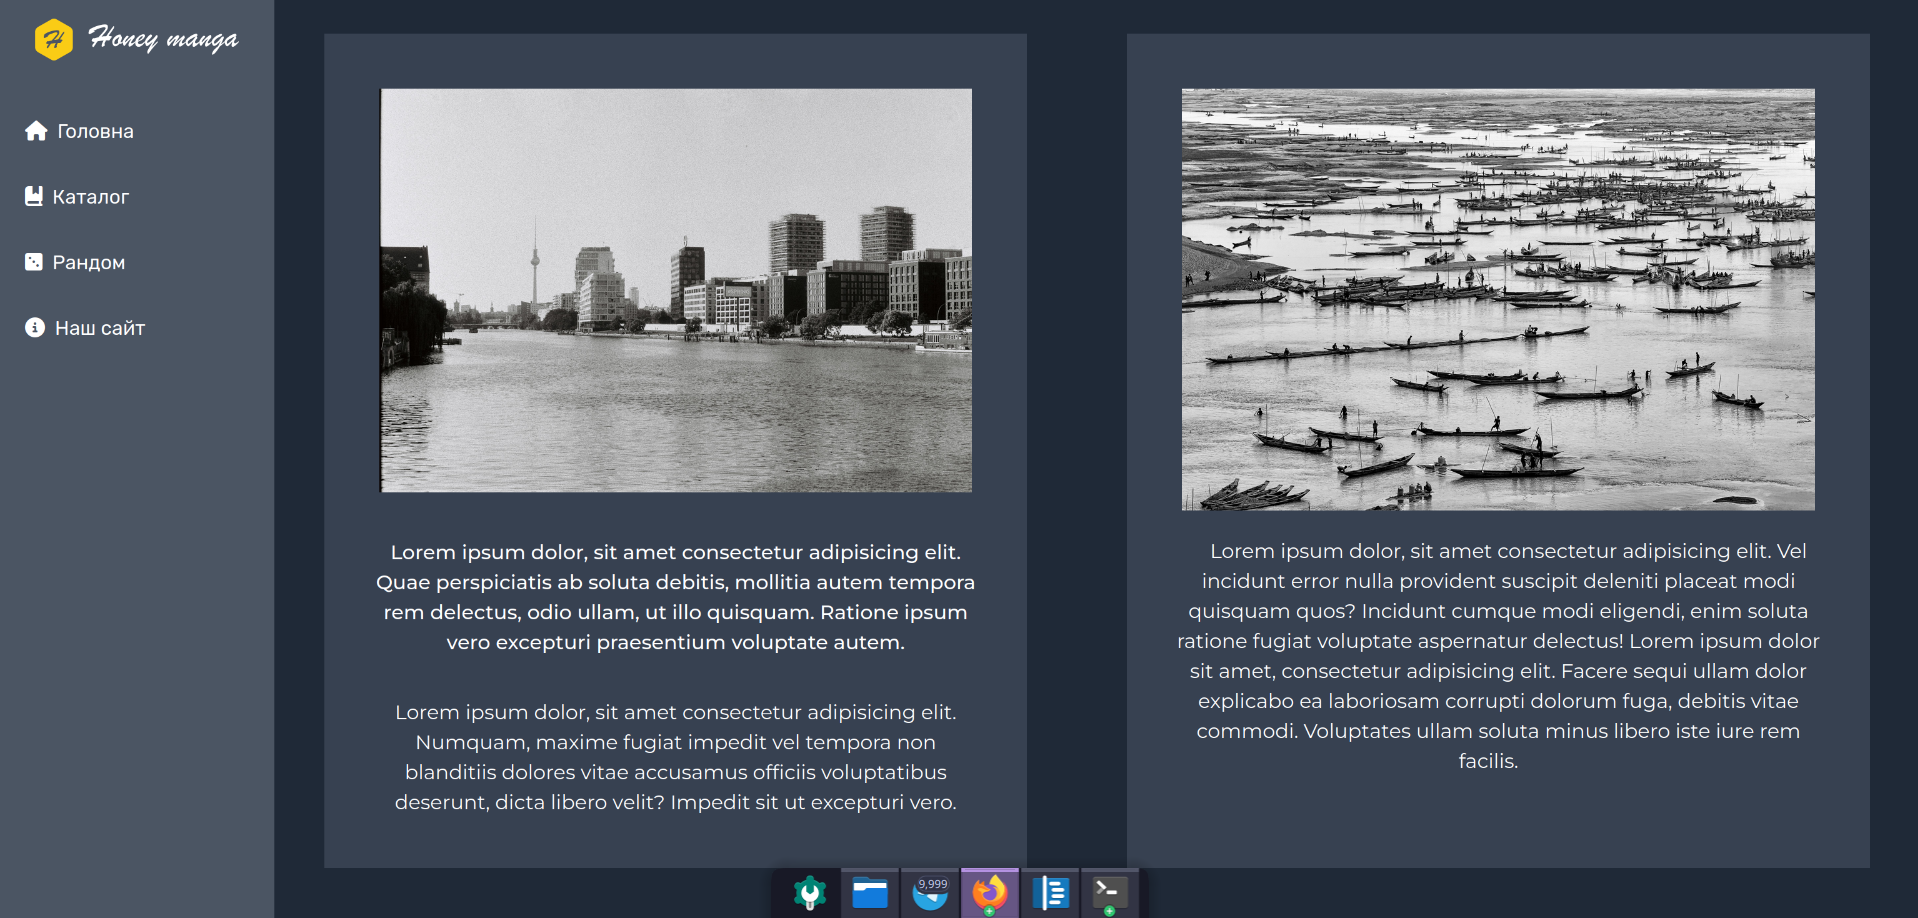 H Honey manga
Головна
Каталог
Рандом
Наш сайт
Lorem ipsum dolor, sit amet consectetur adipisicing elit.
Quae perspiciatis ab soluta debitis, mollitia autem tempora
rem delectus, odio ullam, ut illo quisquam. Ratione ipsum
vero excepturi praesentium voluptate autem.
Lorem ipsum dolor, sit amet consectetur adipisicing elit.
Numquam, maxime fugiat impedit vel tempora non
blanditiis dolores vitae accusamus officiis voluptatibus
deserunt, dicta libero velit? Impedit sit ut excepturi vero.
Lorem ipsum dolor, sit amet consectetur adipisicing elit. Vel
incidunt error nulla provident suscipit deleniti placeat modi
quisquam quos? Incidunt cumque modi eligendi, enim soluta
ratione fugiat voluptate aspernatur delectus! Lorem ipsum dolor
sit amet, consectetur adipisicing elit. Facere sequi ullam dolor
explicabo ea laboriosam corrupti dolorum fuga, debitis vitae
commodi. Voluptates ullam soluta minus libero iste iure rem
facilis.
9,999